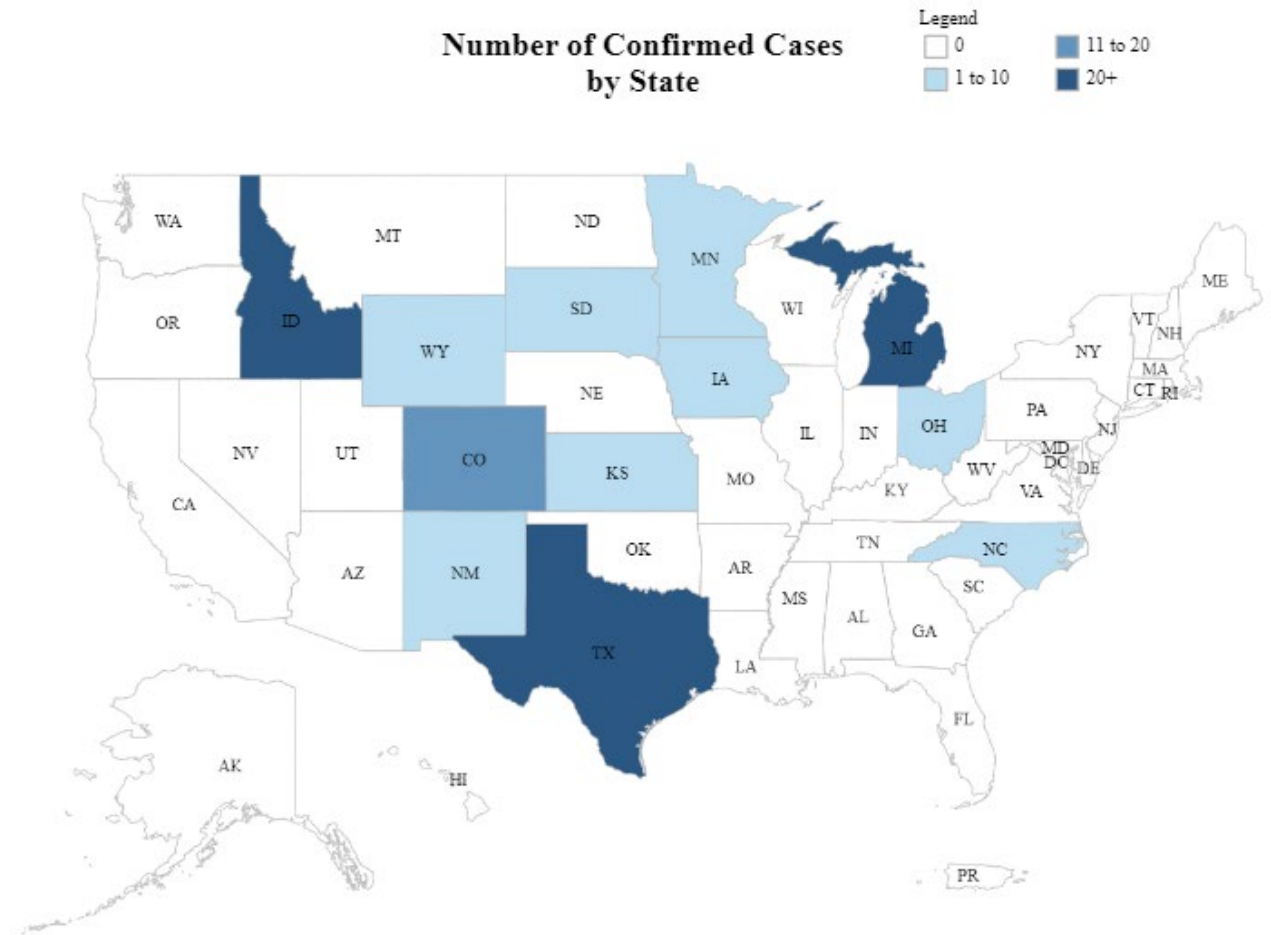 Number of Confirmed Cases
by State
Legend
0
11 to 20
1 to 10
20+
WA
MT
ND
MN
ME
OR
ID
SD
WI
VT
NH
WY
MI
NY
MA
IA
CT
RI
NE
PA
NV
UT
CO
KS
IL
IN
OH
NJ
MD
DC
DE
WV
CA
MO
KY
VA
AZ
NM
OK
TN
NC
AR
SC
MS
AL
GA
TX
LA
FL
AK
HI
PR